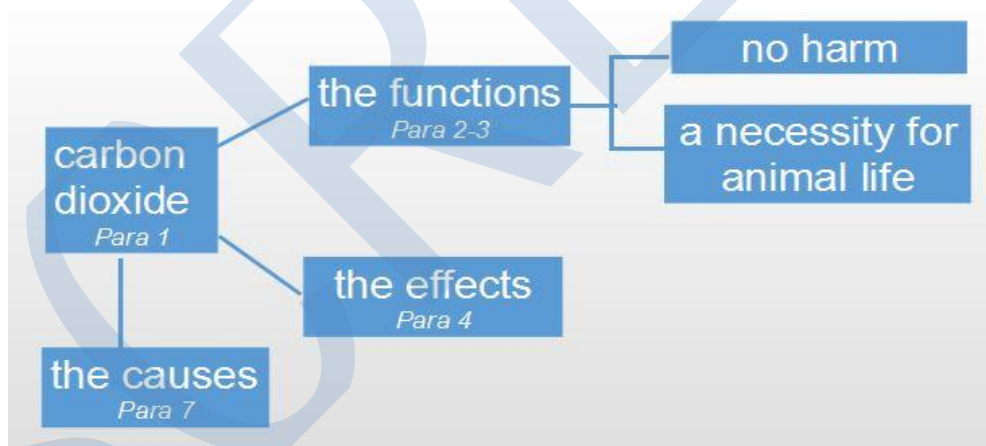 carbon
dioxide
Para 1
the functions
Para 2-3
no harm
a necessity for
animal life
the effects
Para 4
the causes
Para 7